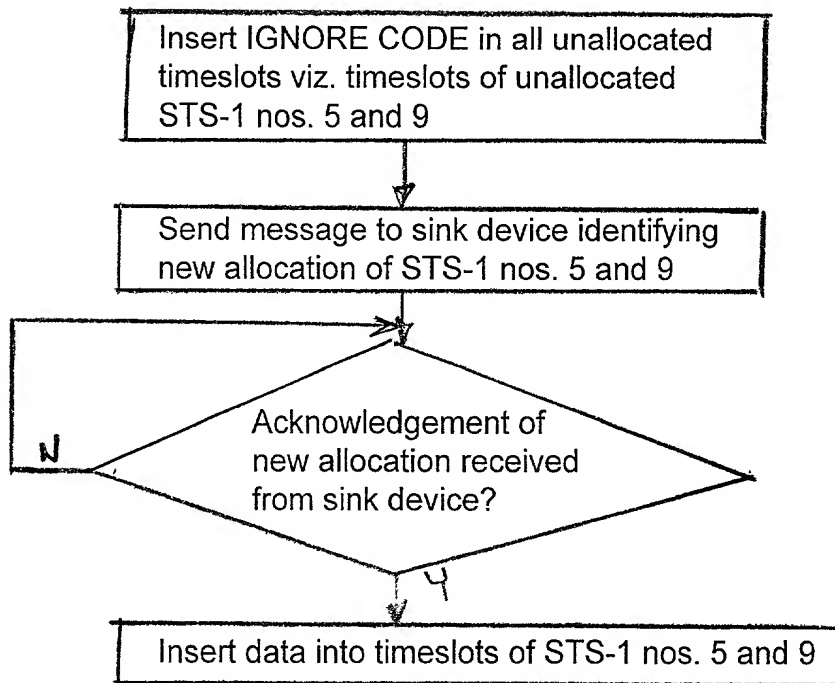 Insert IGNORE CODE in all unallocated
timeslots viz. timeslots of unallocated
STS-1 nos. 5 and 9
Send message to sink device identifying
new allocation of STS-1 nos. 5 and 9
Acknowledgement of
new allocation received
from sink device?
N
Y
Insert data into timeslots of STS-1 nos. 5 and 9